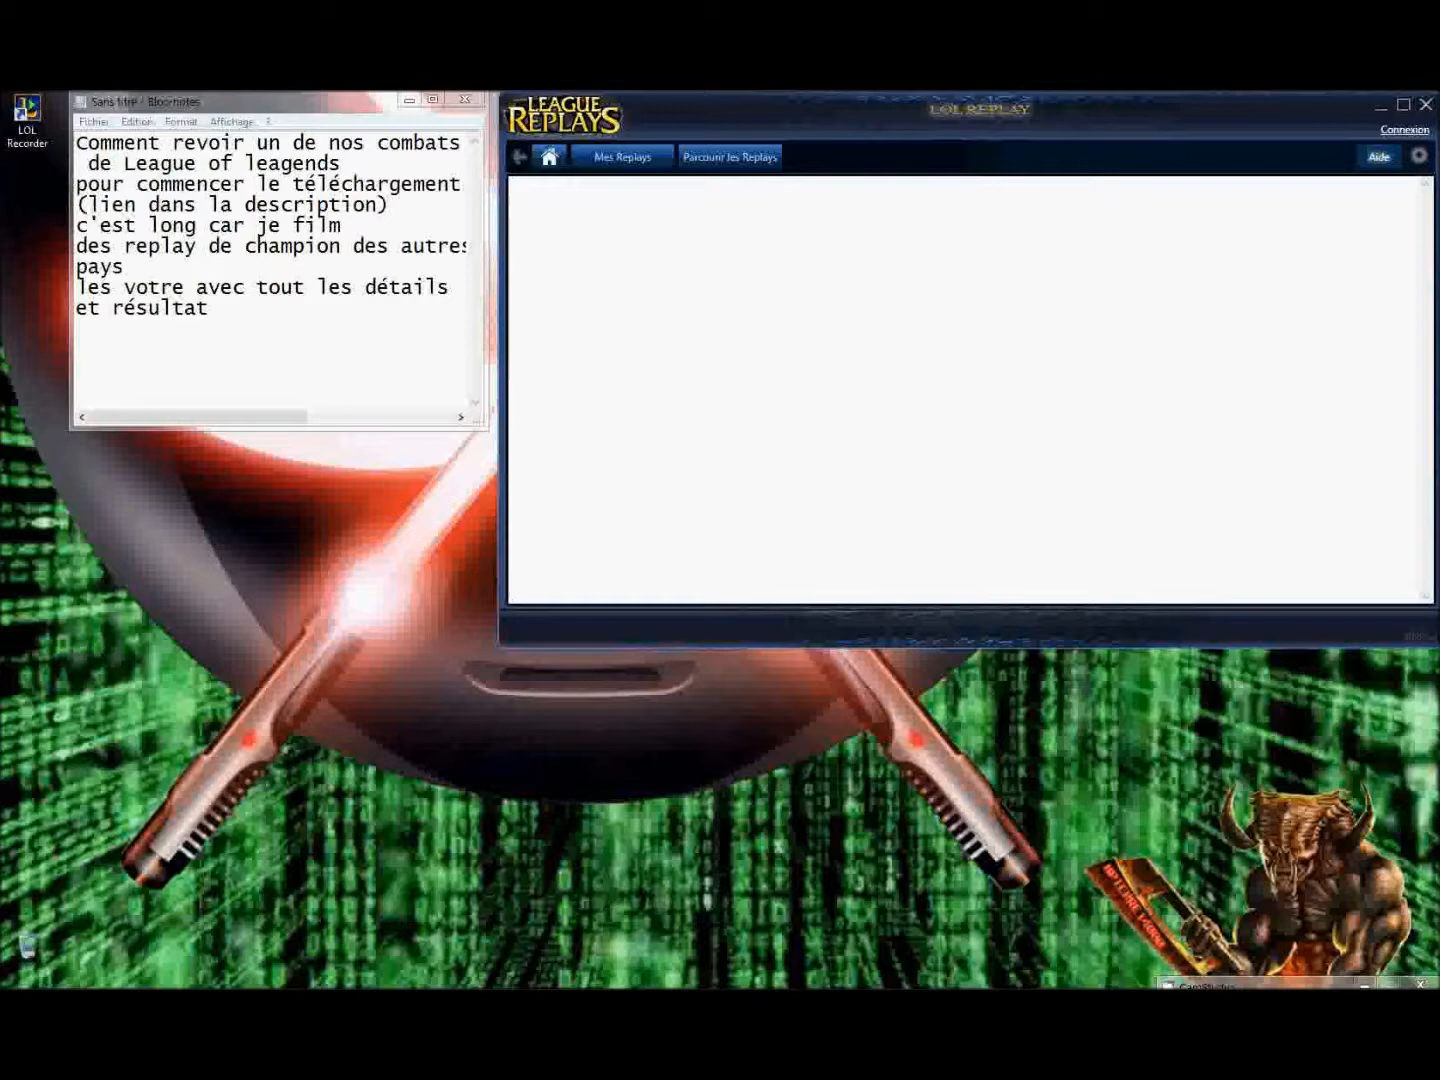 LOL
Recorder
Sans titre - Bloc-notes
Fichier Edition Format Affichage ?
Comment revoir un de nos combats
de League of leagends
pour commencer le téléchargement
(lien dans la description)
c'est long car je film
des replay de champion des autres
pays
les votre avec tout les détails
et résultat
LEAGUE
REPLAYS
LOL REPLAY
Connexion
Mes Replays Parcourir les Replays Aide
CamStudio